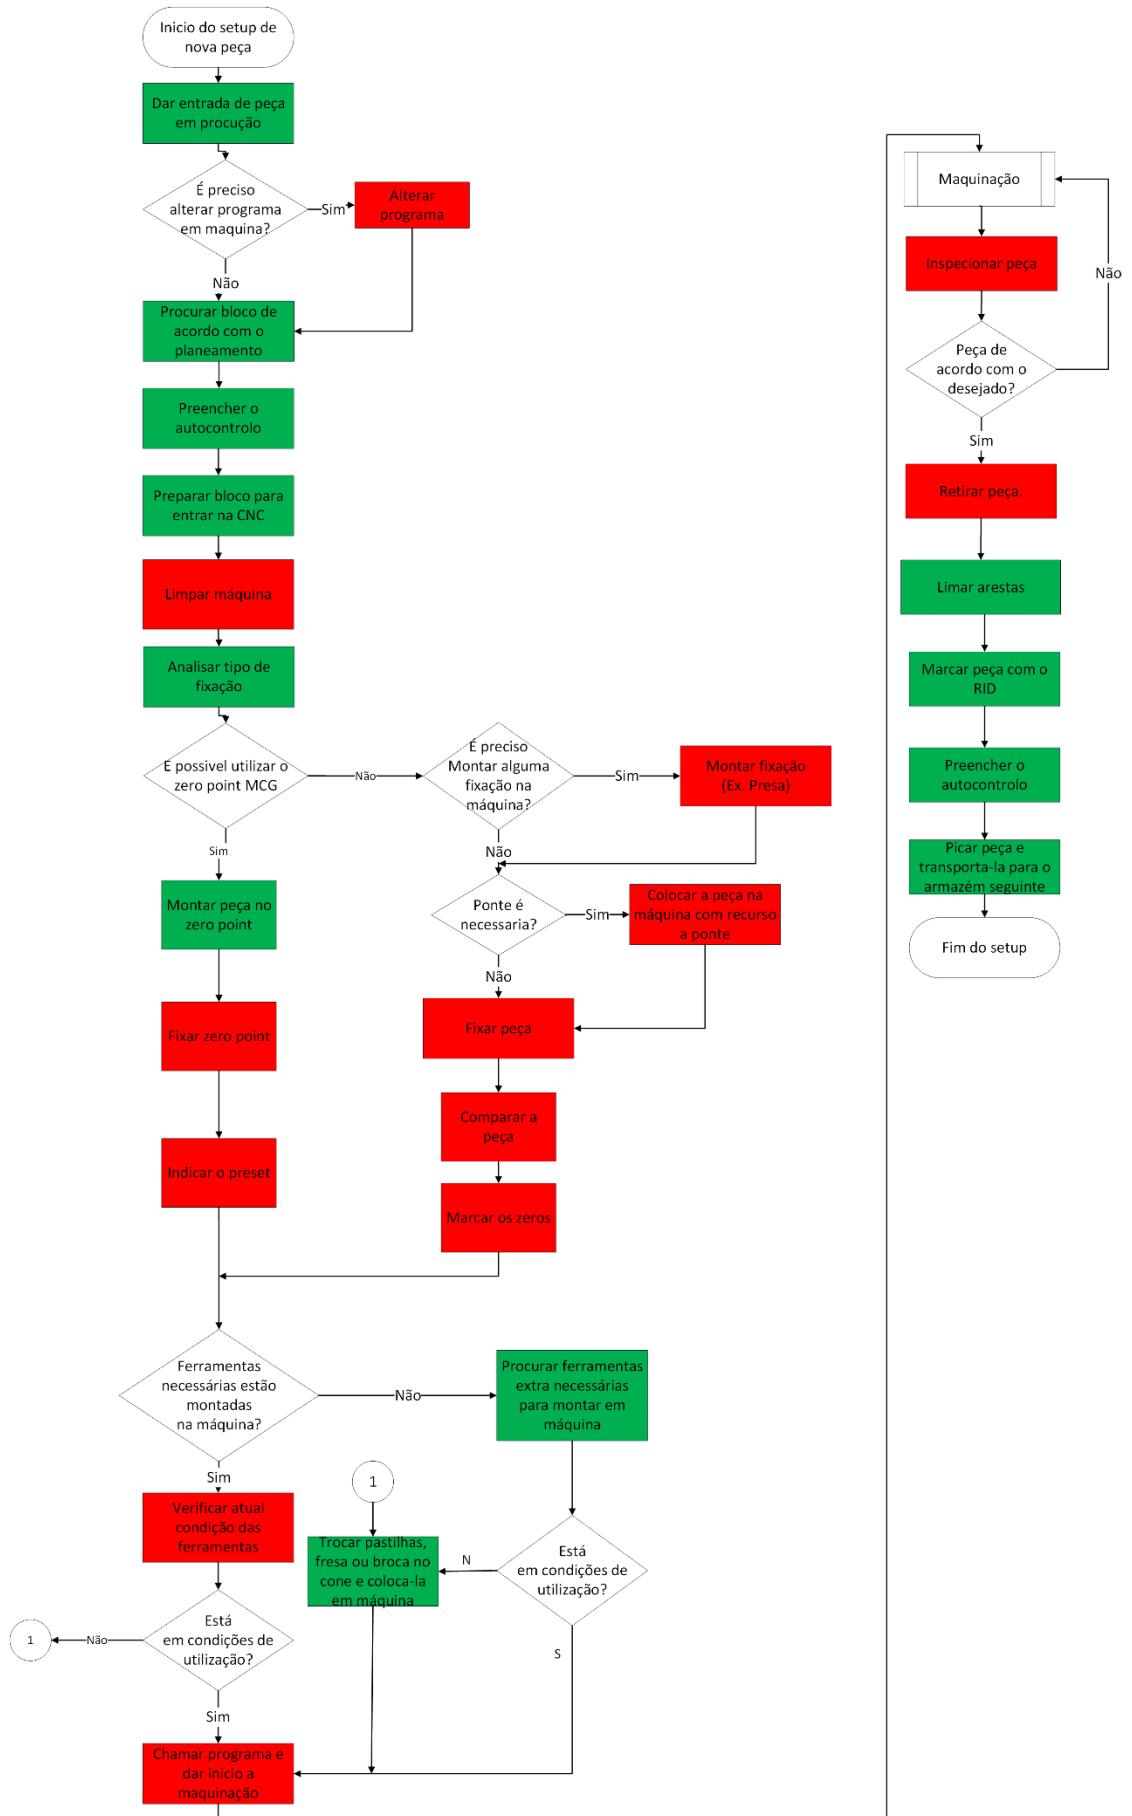 Inicio do setup de
nova peça
Dar entrada de peça
em procução
É preciso
alterar programa
em maquina?
Sim
Alterar
programa
Não
Procurar bloco de
acordo com o
planeamento
Preencher o
autocontrolo
Preparar bloco para
entrar na CNC
Limpar máquina
Analisar tipo de
fixação
E possivel utilizar o
zero point MCG
Não
É preciso
Montar alguma
fixação na
máquina?
Sim
Montar fixação
(Ex. Presa)
Sim
Não
Montar peça no
zero point
Ponte é
necessaria?
Sim
Colocar a peça na
máquina com recurso
a ponte
Não
Fixar zero point
Fixar peça
Comparar a
peça
Indicar o preset
Marcar os zeros
Ferramentas
necessárias estão
montadas
na máquina?
Não
Procurar ferramentas
extra necessárias
para montar em
máquina
Sim
1
Verificar atual
condição das
ferramentas
Trocar pastilhas,
fresa ou broca no
cone e coloca-la
em máquina
N
Está
em condições de
utilização?
S
Está
em condições de
utilização?
Não
1
Sim
Chamar programa e
dar inicio a
maquinação
Maquinação
Inspecionar peça
Não
Peça de
acordo com o
desejado?
Sim
Retirar peça.
Limar arestas
Marcar peça com o
RID
Preencher o
autocontrolo
Picar peça e
transporta-la para o
armazém seguinte
Fim do setup